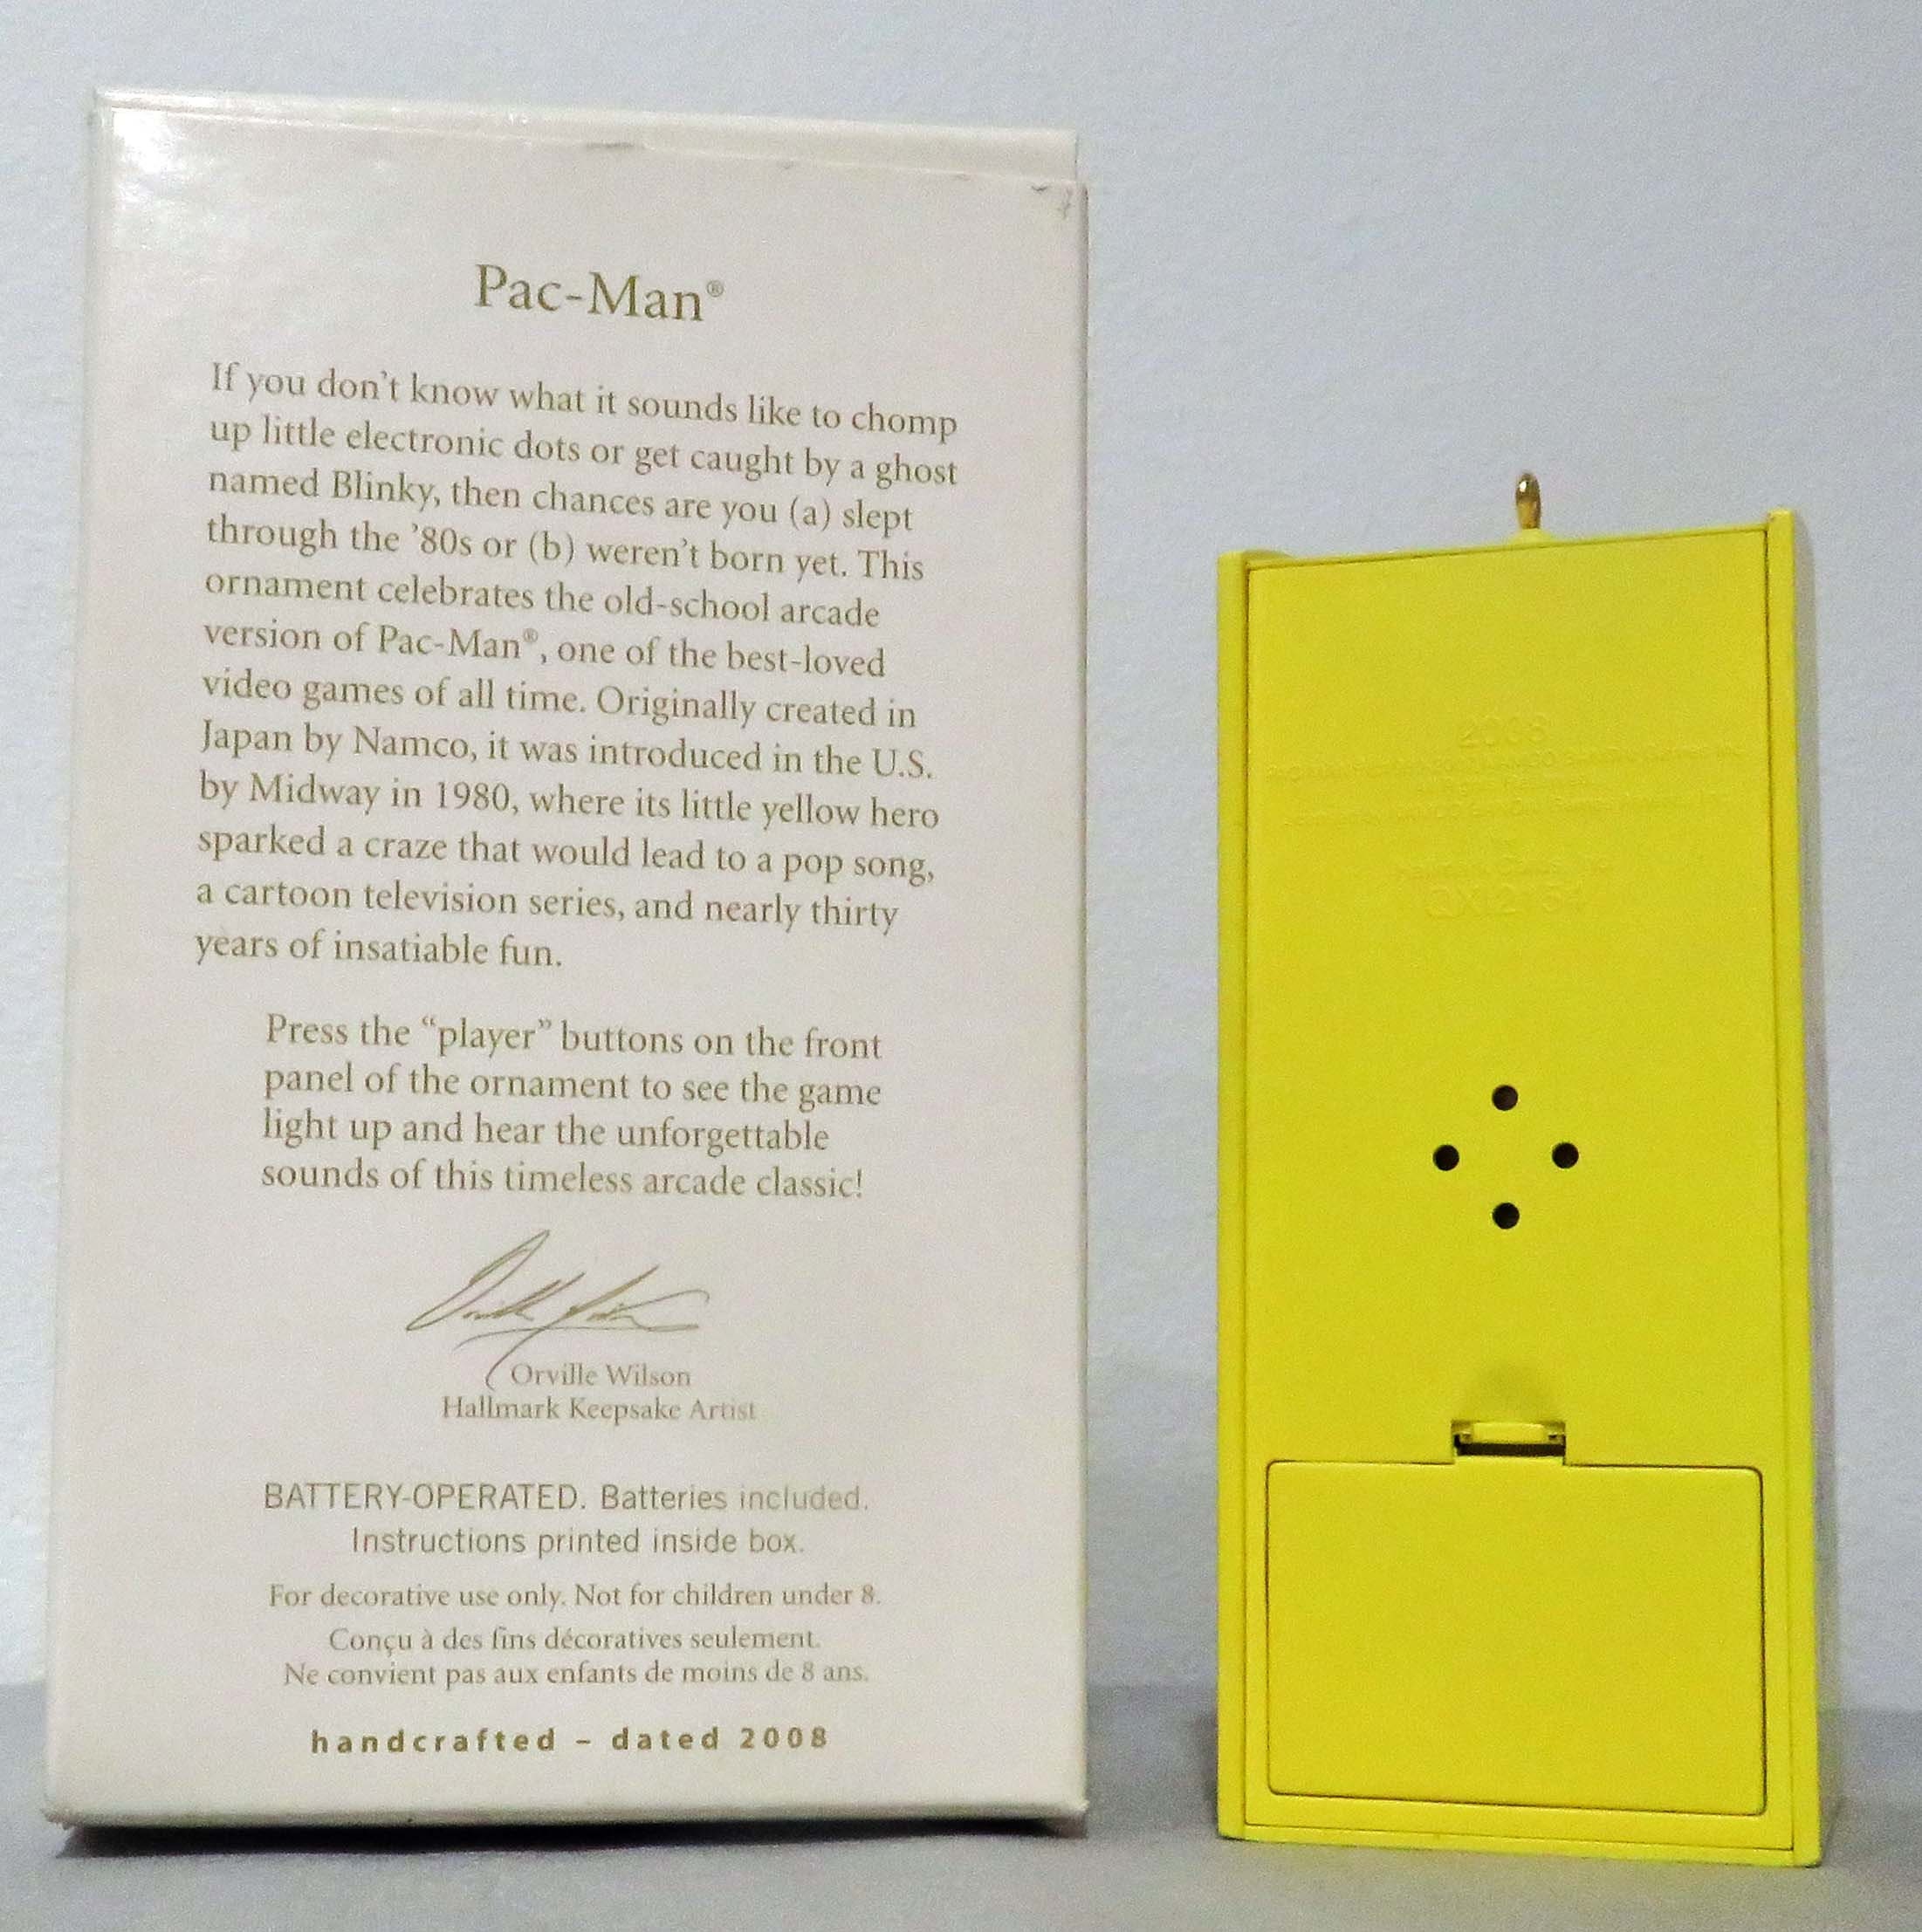 Pac-Man®
If you don't know what it sounds like to chomp
up little electronic dots or get caught by a ghost
named Blinky, then chances are you (a) slept
through the '80s or (b) weren't born yet. This
ornament celebrates the old-school arcade
version of Pac-Man®, one of the best-loved
video games of all time. Originally created in
Japan by Namco, it was introduced in the U.S.
by Midway in 1980, where its little yellow hero
sparked a craze that would lead to a pop song,
a cartoon television series, and nearly thirty
years of insatiable fun.
Press the “player” buttons on the front
panel of the ornament to see the game
light up and hear the unforgettable
sounds of this timeless arcade classic!
Orville Wilson
Hallmark Keepsake Artist
BATTERY-OPERATED. Batteries included.
Instructions printed inside box.
For decorative use only. Not for children under 8.
Conçu à des fins décoratives seulement.
Ne convient pas aux enfants de moins de 8 ans.
handcrafted – dated 2008
2008